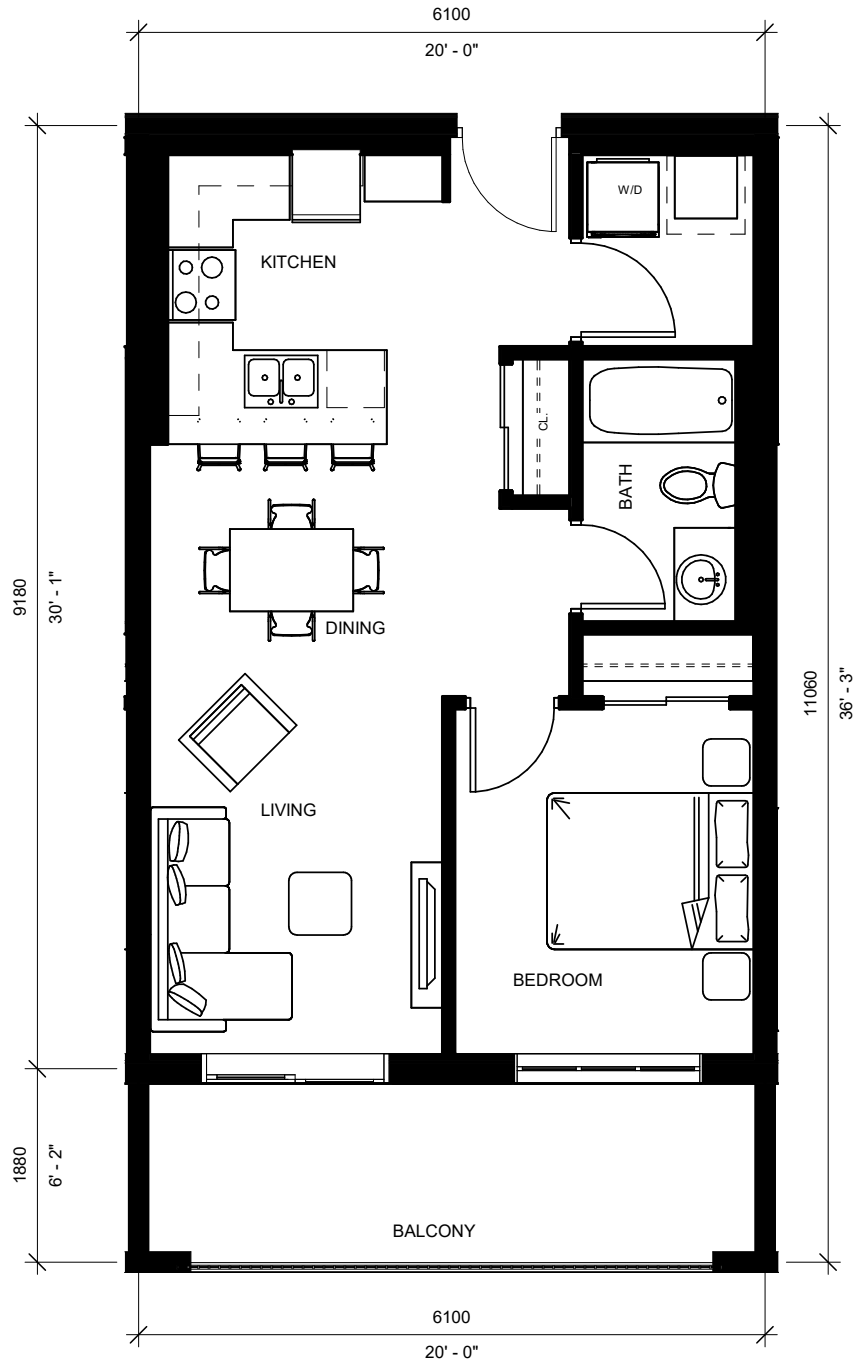 6100
20' - 0"
W/D
KITCHEN
CL.
BATH
9180
30' - 1"
DINING
11060
36' - 3"
LIVING
BEDROOM
1880
6' - 2"
BALCONY
6100
20' - 0"